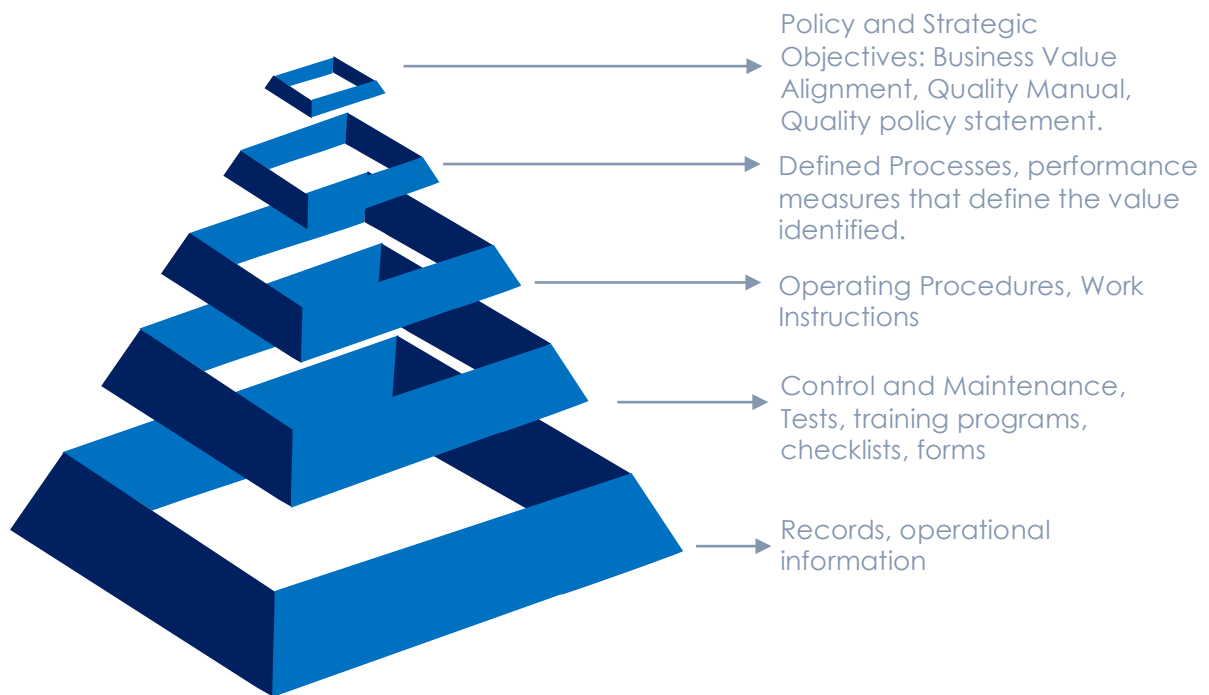 Policy and Strategic
Objectives: Business Value
Alignment, Quality Manual,
Quality policy statement.
Defined Processes, performance
measures that define the value
identified.
Operating Procedures, Work
Instructions
Control and Maintenance,
Tests, training programs,
checklists, forms
Records, operational
information